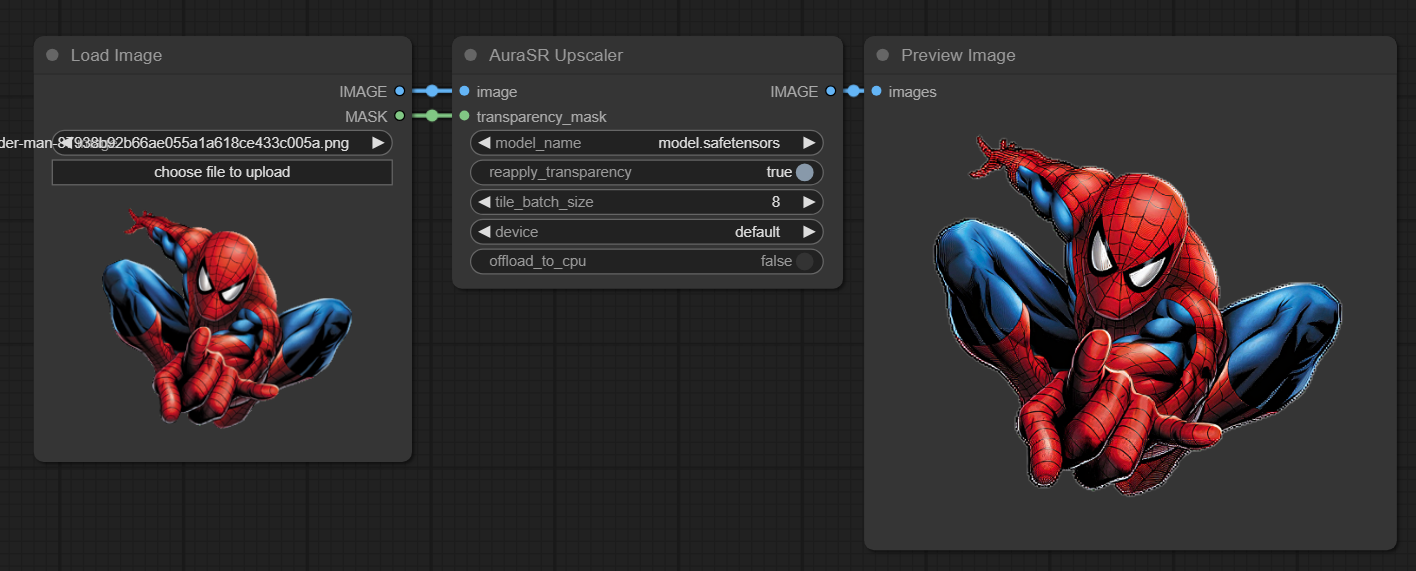 Load Image
IMAGE
MASK
der-man-87938b92b66ae055a1a618ce433c005a.png
choose file to upload
AuraSR Upscaler
image
IMAGE
transparency_mask
model_name model.safetensors
reapply_transparency true
tile_batch_size 8
device default
offload_to_cpu false
Preview Image
images